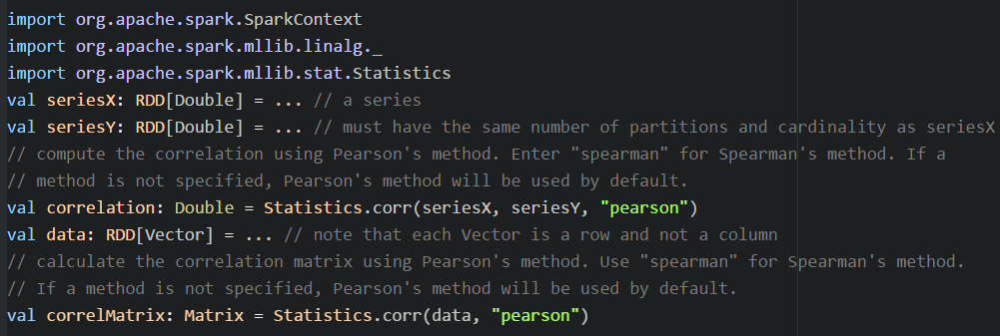 import org.apache.spark.SparkContext
import org.apache.spark.mllib.linalg._
import org.apache.spark.mllib.stat.Statistics
val seriesX: RDD[Double] = ... // a series
val seriesY: RDD[Double] = ... // must have the same number of partitions and cardinality as seriesX
// compute the correlation using Pearson's method. Enter "spearman" for Spearman's method. If a
// method is not specified, Pearson's method will be used by default.
val correlation: Double = Statistics.corr(seriesX, seriesY, "pearson")
val data: RDD[Vector] = ... // note that each Vector is a row and not a column
// calculate the correlation matrix using Pearson's method. Use "spearman" for Spearman's method.
// If a method is not specified, Pearson's method will be used by default.
val correlMatrix: Matrix = Statistics.corr(data, "pearson")